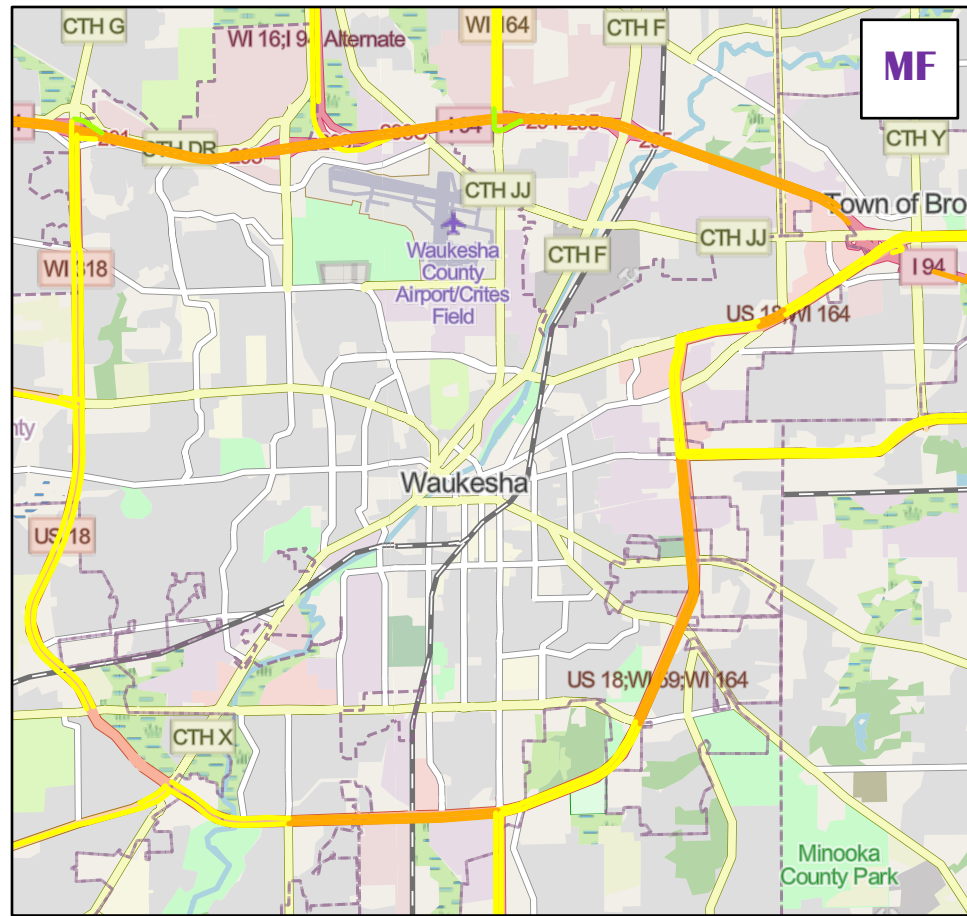 CTH G
WI 164
CTH F
WI 16;I 94 Alternate
MF
I 94
CTH DR
CTH Y
CTH JJ
Town of Bro
CTH JJ
CTH F
Waukesha
County
Airport/Crites
Field
WI 318
I 94
US 18;WI 164
nty
Waukesha
US 18
US 18;WI 59;WI 164
CTH X
Minooka
County Park